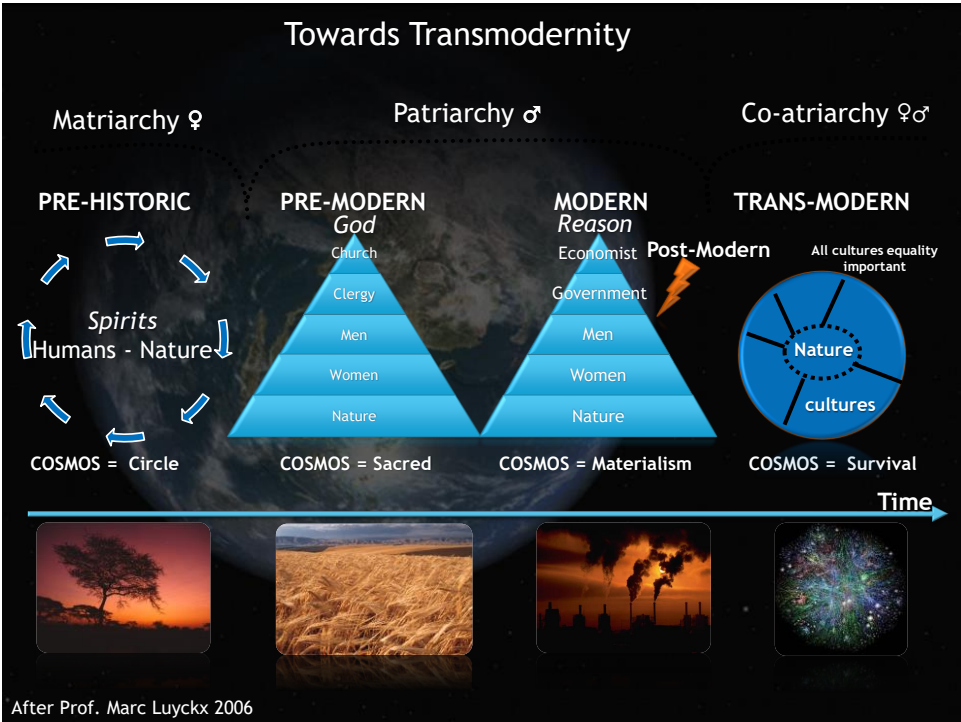 Towards Transmodernity
Matriarchy ♀
Patriarchy ♂
Co-atriarchy ♀♂
PRE-HISTORIC
Spirits
Humans - Nature
COSMOS = Circle
PRE-MODERN
God
Church
Clergy
Men
Women
Nature
COSMOS = Sacred
MODERN
Reason
Economist
Government
Men
Women
Nature
COSMOS = Materialism
Post-Modern
TRANS-MODERN
All cultures equality
important
Nature
cultures
COSMOS = Survival
Time
After Prof. Marc Luyckx 2006